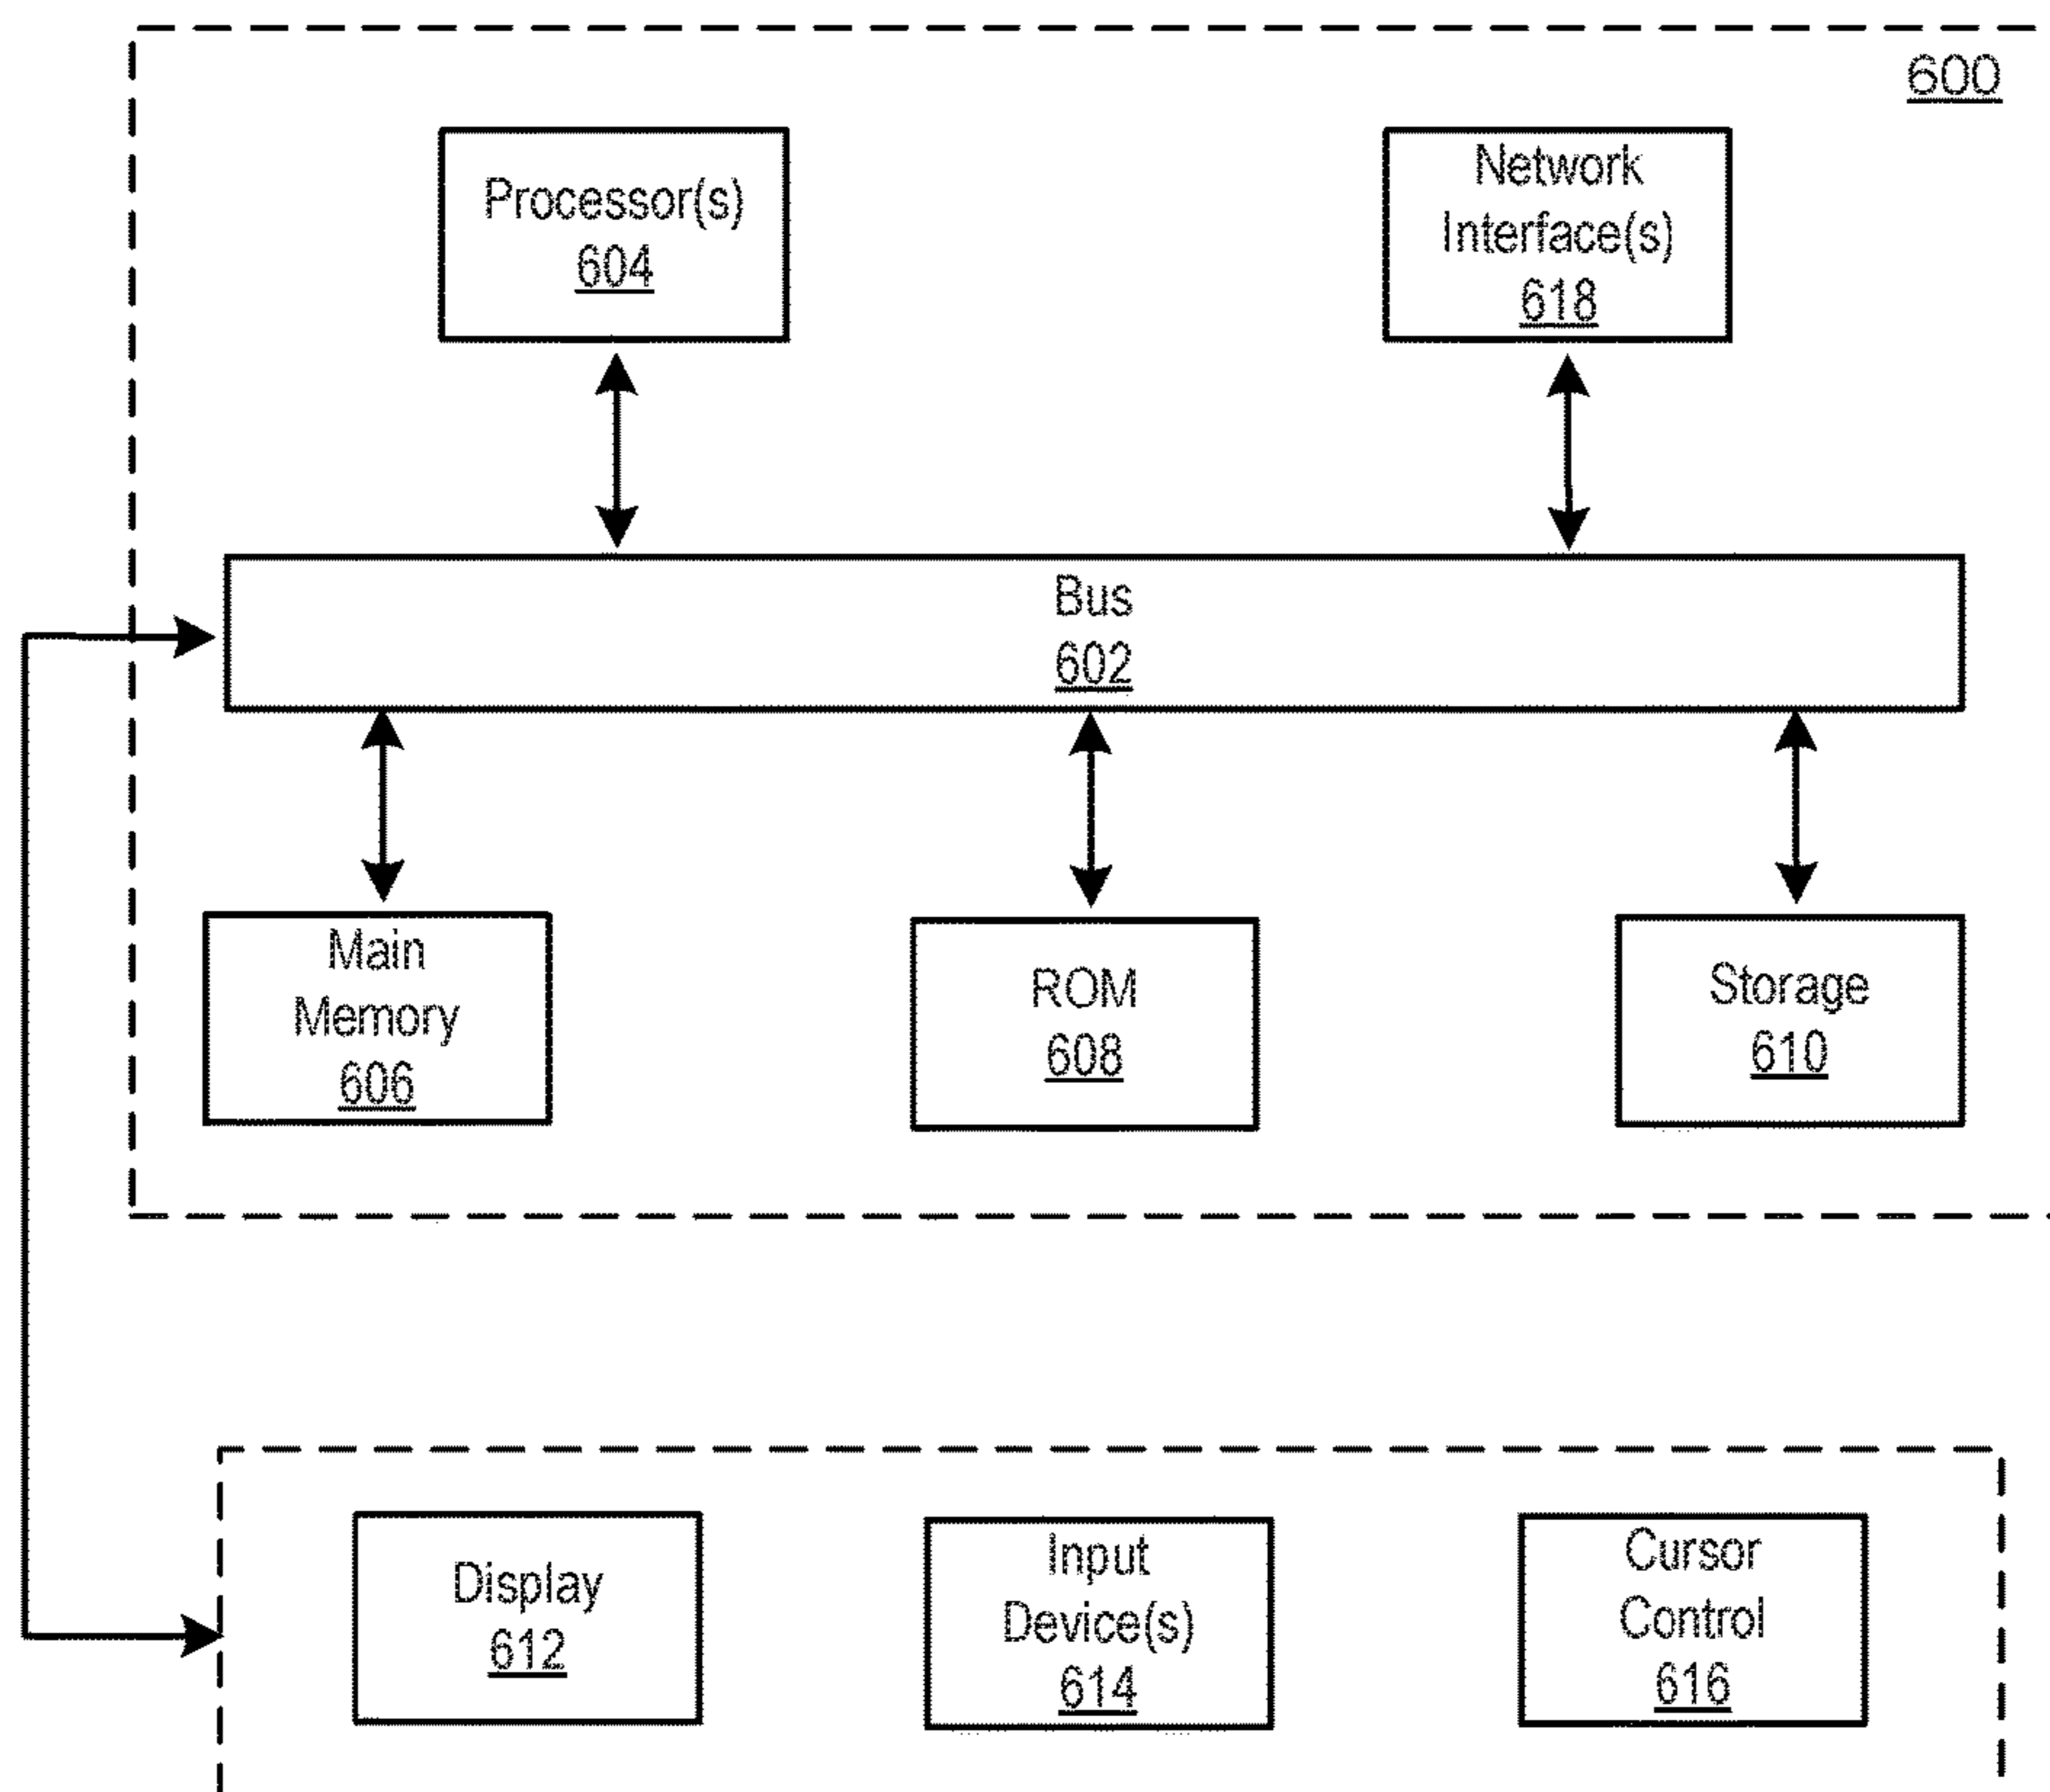 600
Processor(s)
604
Network
Interface(s)
618
Bus
602
Main
Memory
606
ROM
608
Storage
610
Display
612
Input
Device(s)
614
Cursor
Control
616